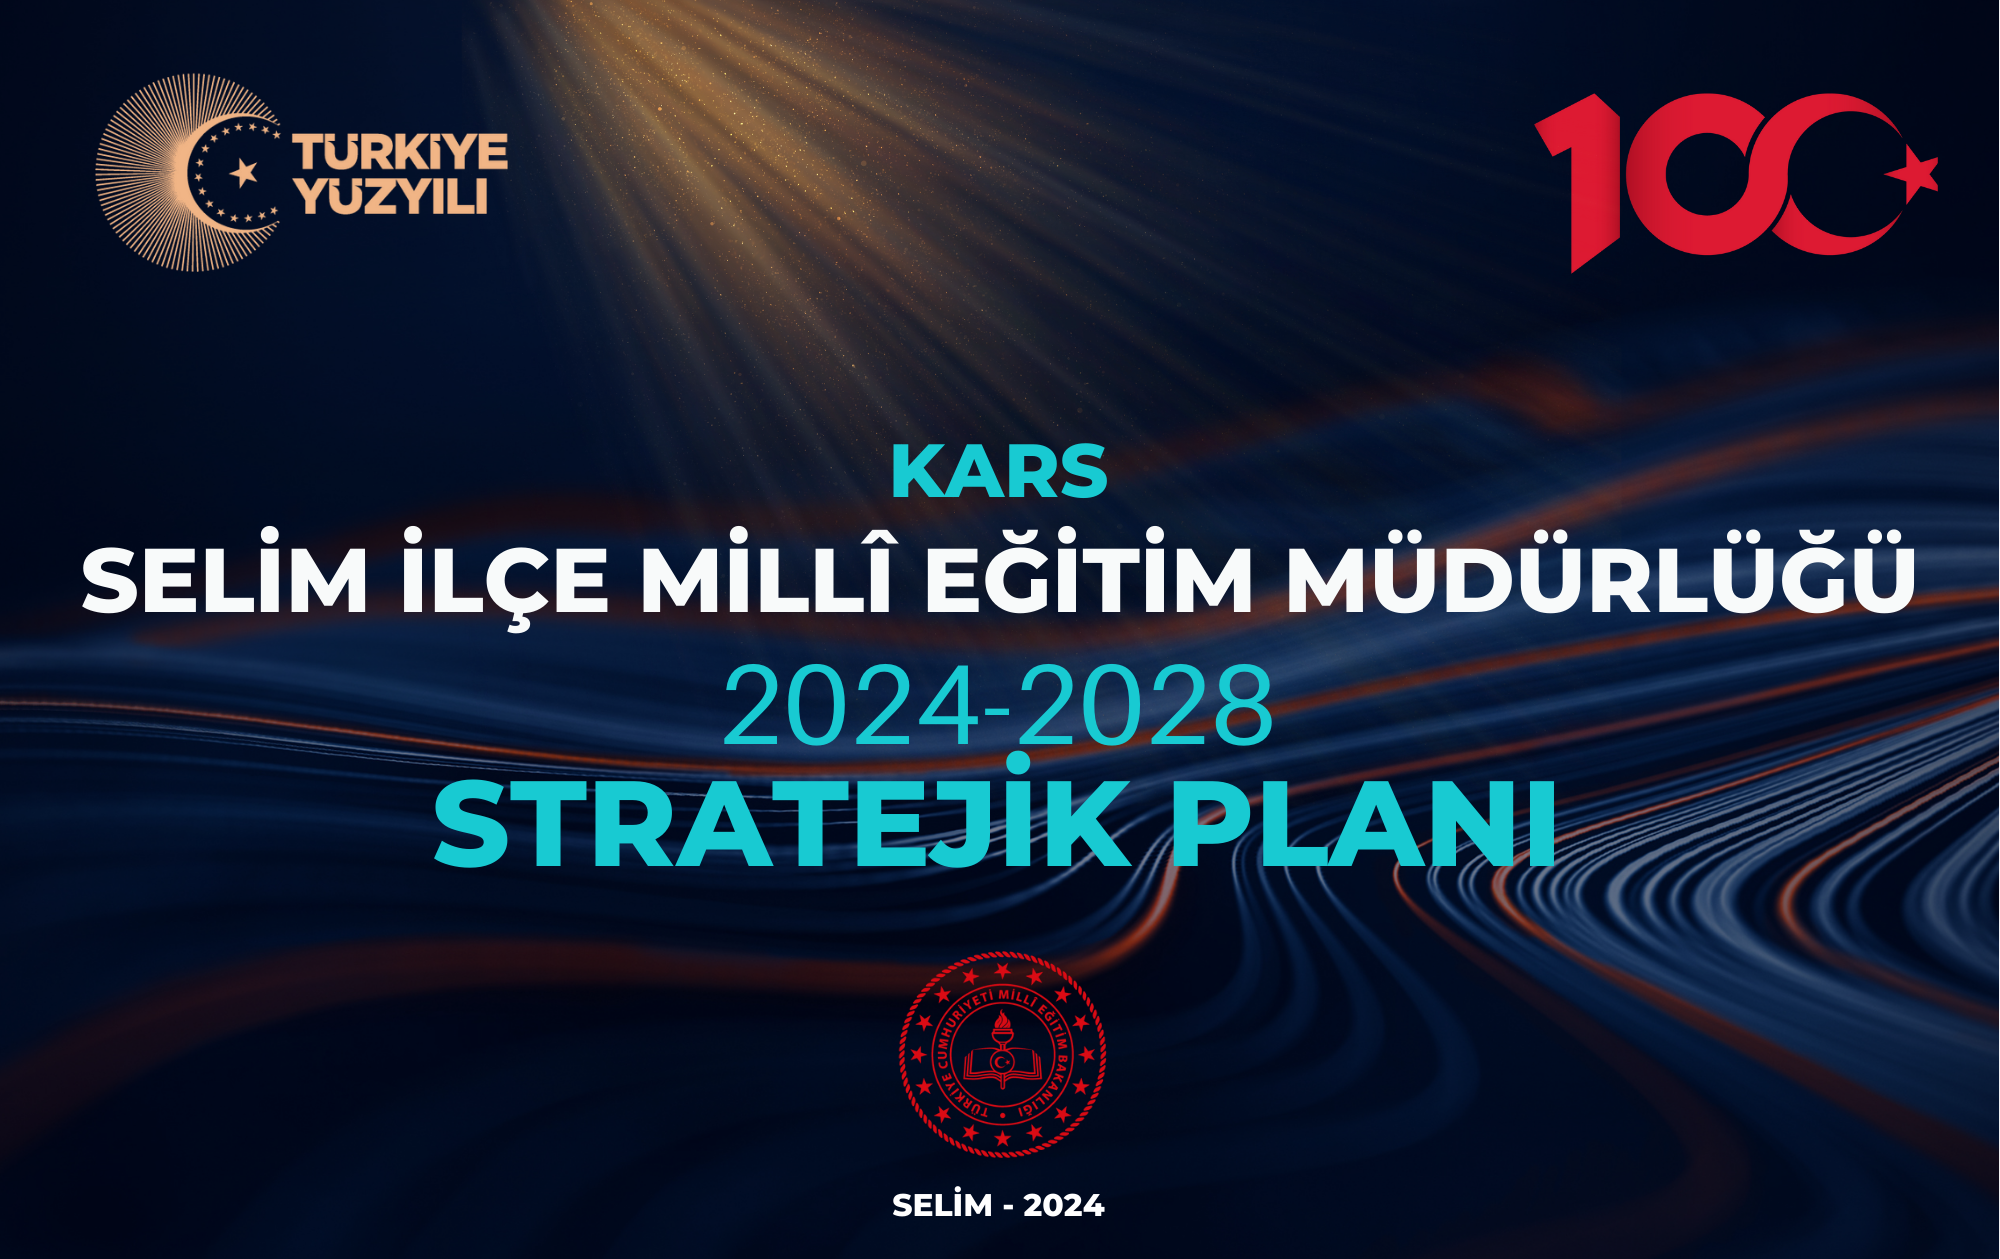 TÜRKİYE
YÜZYILI
100
KARS
SELİM İLÇE MİLLÎ EĞİTİM MÜDÜRLÜĞÜ
2024-2028
STRATEJİK PLANI
TÜRKİYE CUMHURİYETİ MİLLÎ EĞİTİM BAKANLIĞI
SELİM - 2024